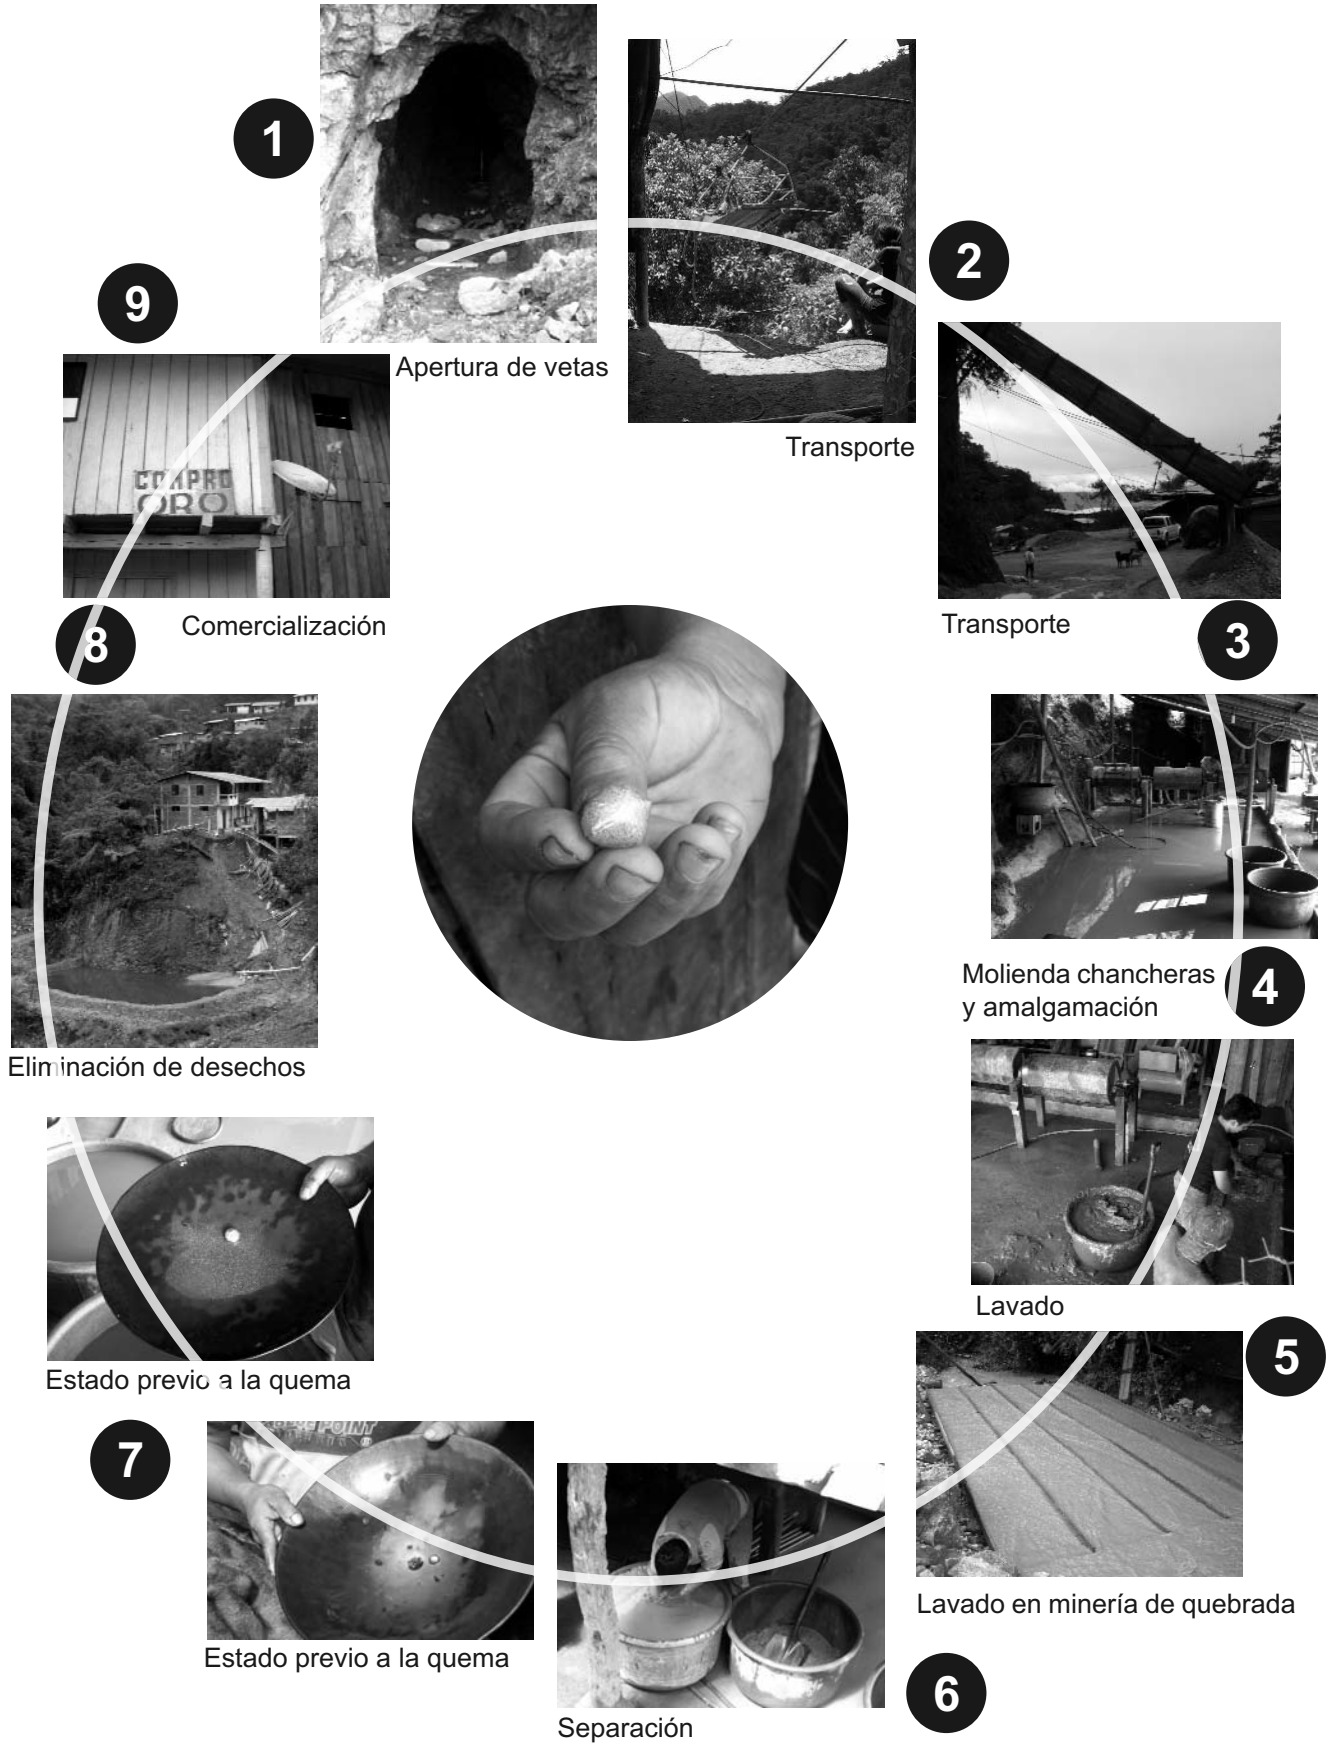 1
Apertura de vetas
2
Transporte
Transporte
3
Molienda chancheras
y amalgamación
4
Lavado
5
Lavado en minería de quebrada
6
Separación
7
Estado previo a la quema
Estado previo a la quema
8
Eliminación de desechos
9
COMPRO
ORO
Comercialización
POINT